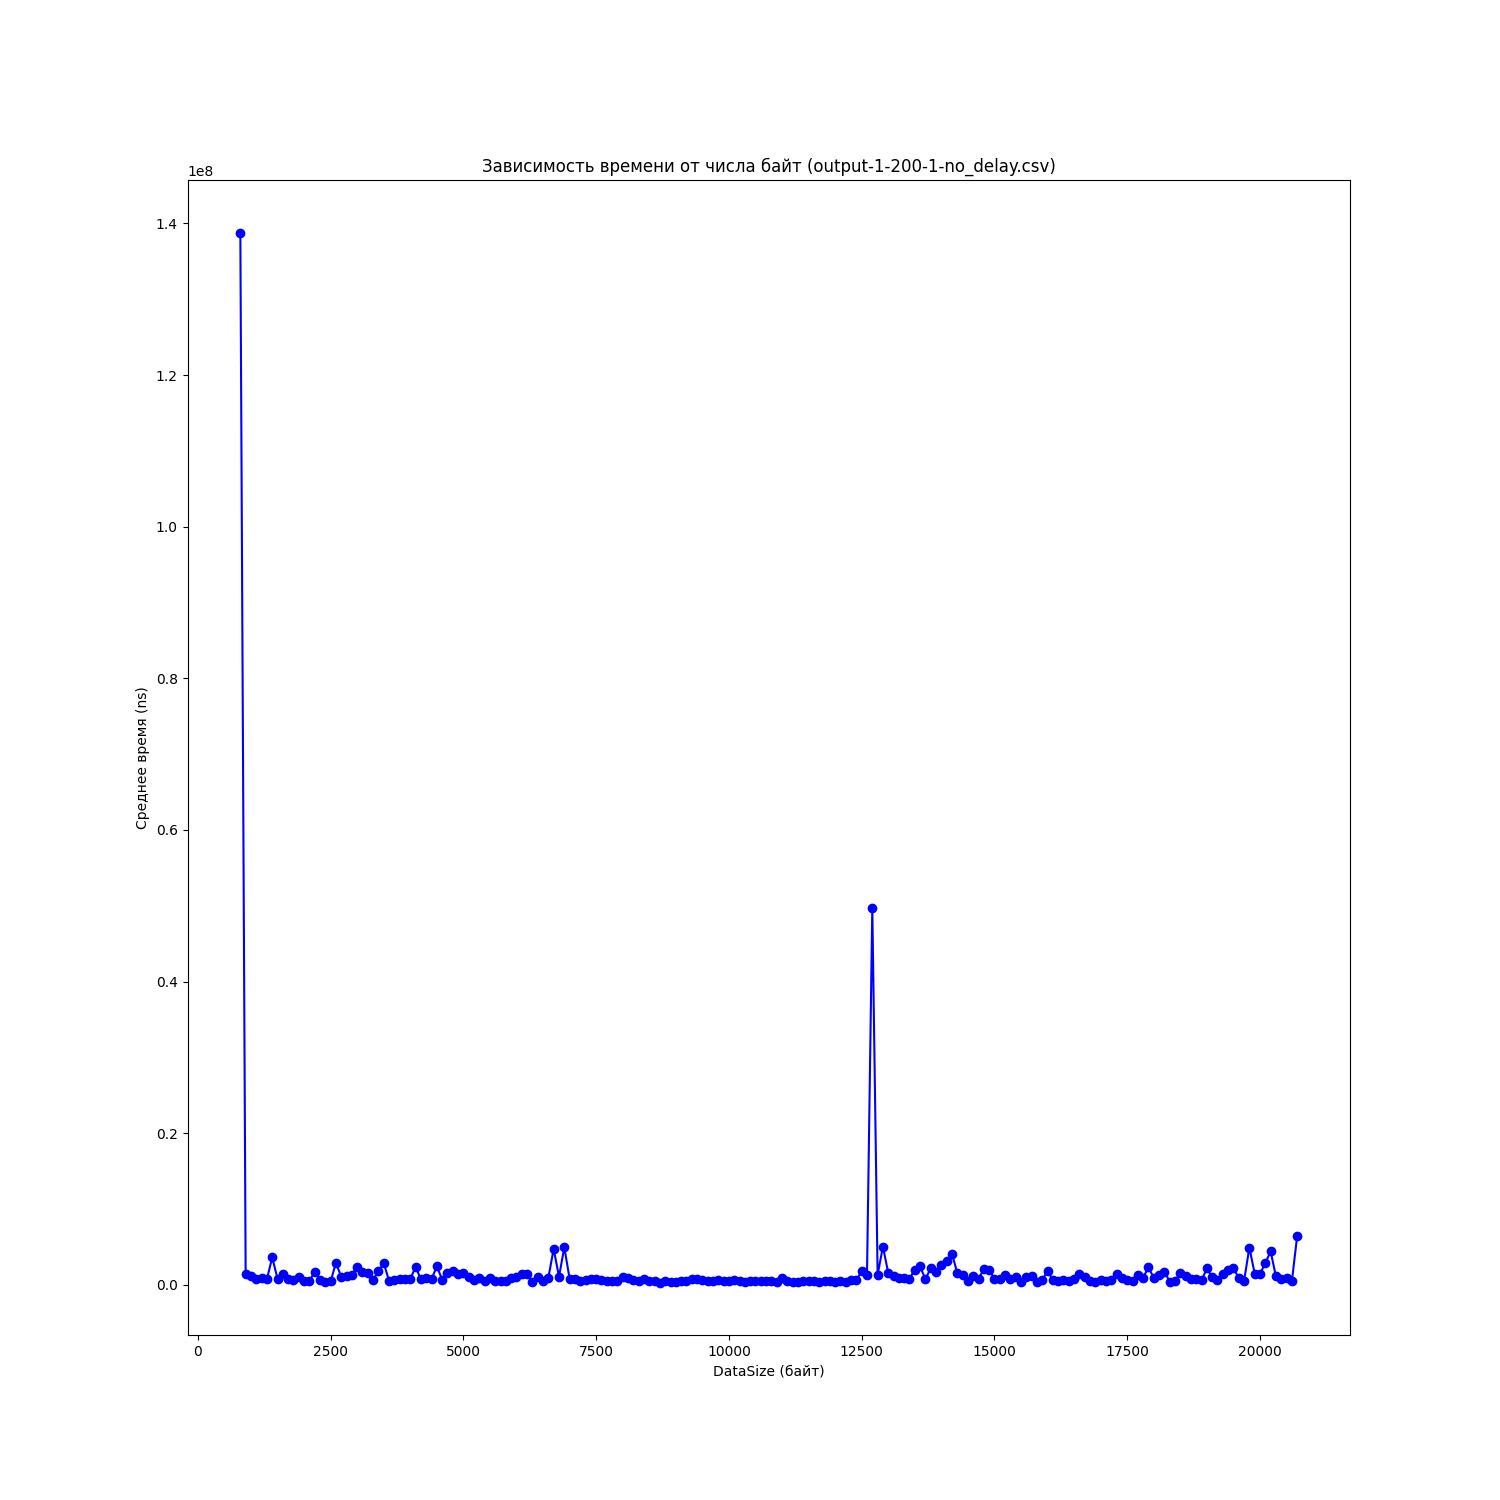 Зависимость времени от числа байт (output-1-200-1-no_delay.csv)
1e8
1.4
1.2
1.0
0.8
0.6
0.4
0.2
0.0
Среднее время (ns)
0 2500 5000 7500 10000 12500 15000 17500 20000
DataSize (байт)